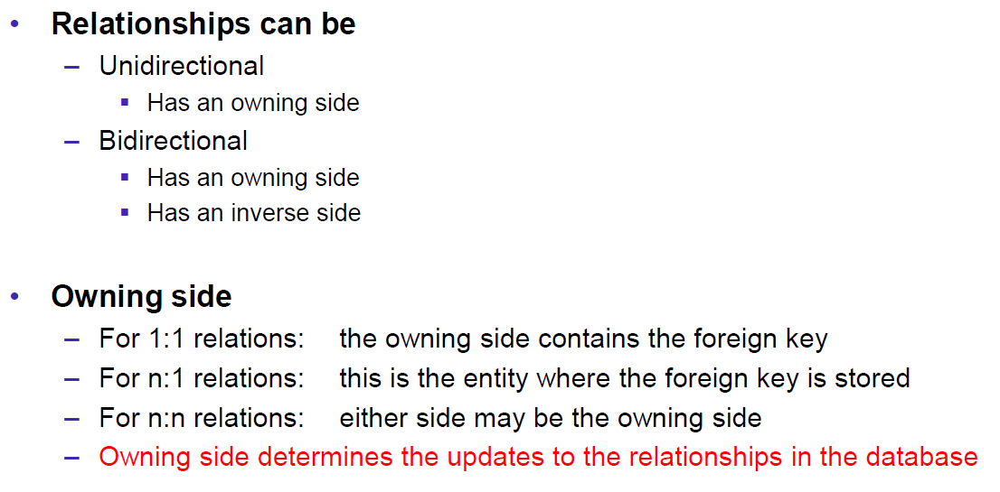 • Relationships can be
– Unidirectional
▪ Has an owning side
– Bidirectional
▪ Has an owning side
▪ Has an inverse side
• Owning side
– For 1:1 relations: the owning side contains the foreign key
– For n:1 relations: this is the entity where the foreign key is stored
– For n:n relations: either side may be the owning side
– Owning side determines the updates to the relationships in the database